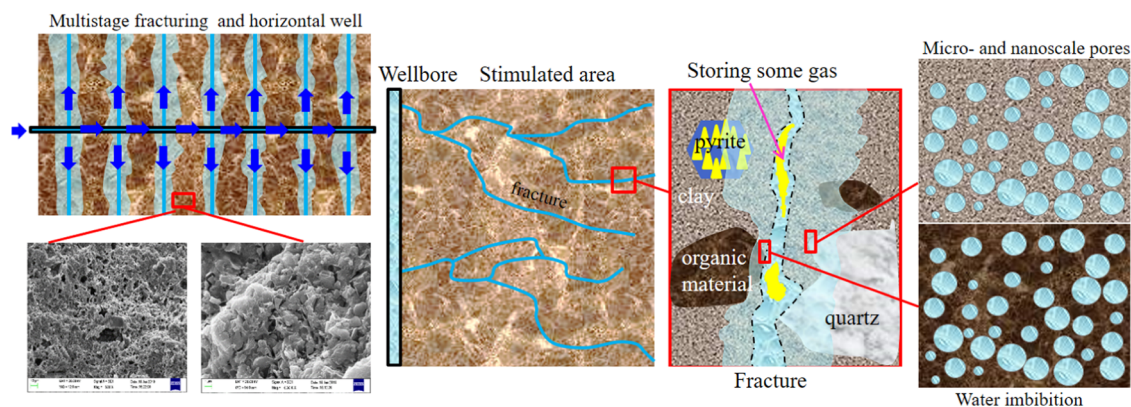 Multistage fracturing and horizontal well
Wellbore
Stimulated area
fracture
Storing some gas
pyrite
clay
organic
material
quartz
Fracture
Micro- and nanoscale pores
Water imbibition